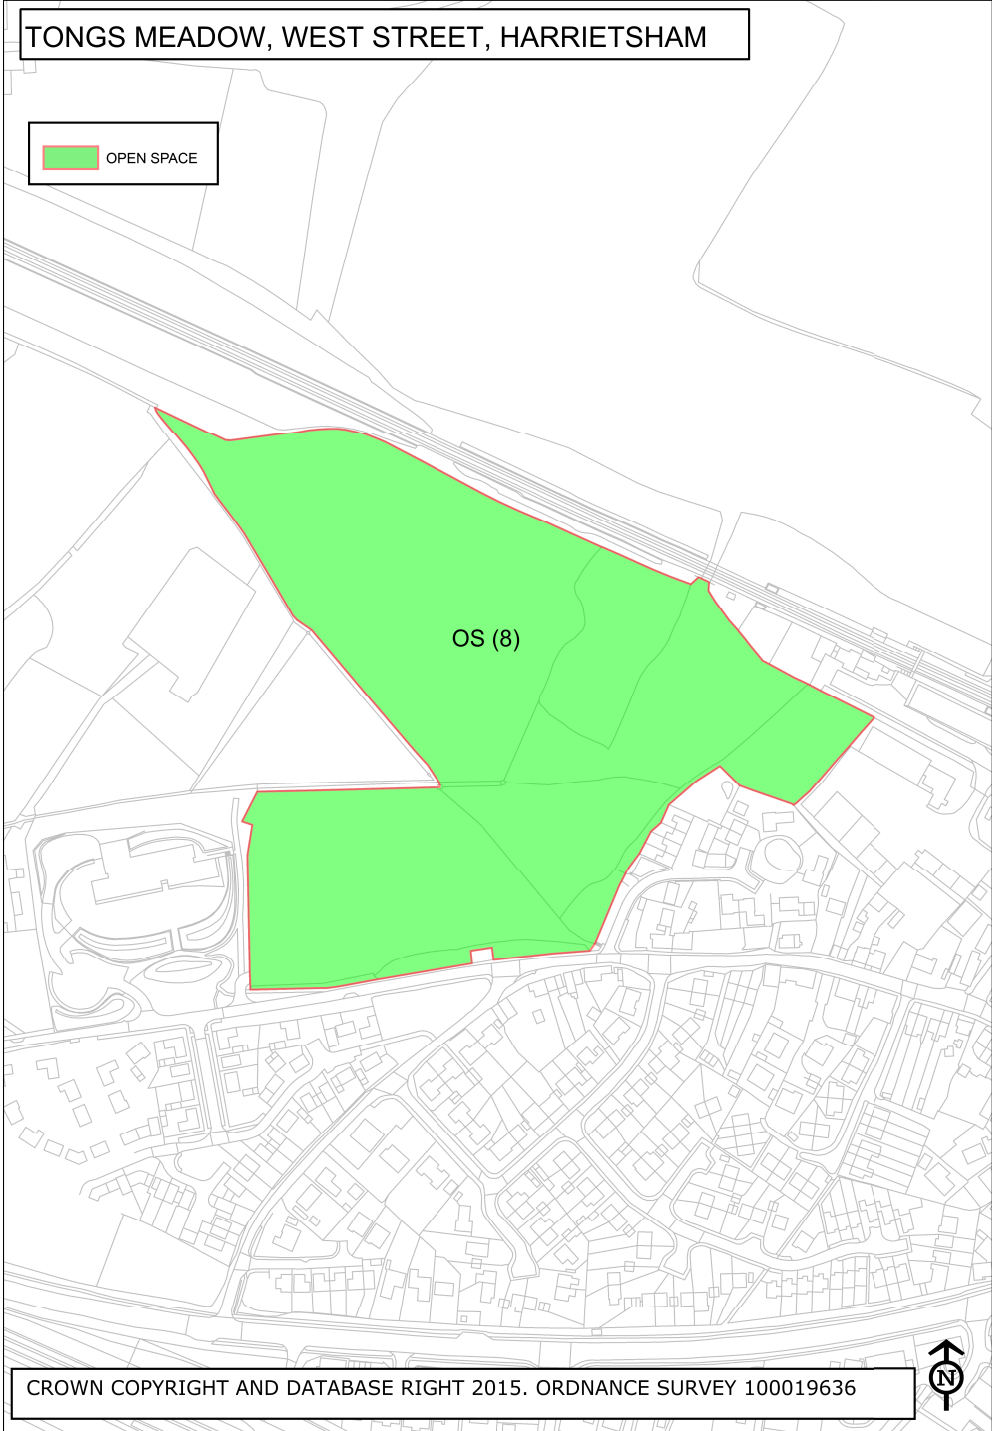 TONGS MEADOW, WEST STREET, HARRIETSHAM
OPEN SPACE
OS (8)
CROWN COPYRIGHT AND DATABASE RIGHT 2015. ORDNANCE SURVEY 100019636
N